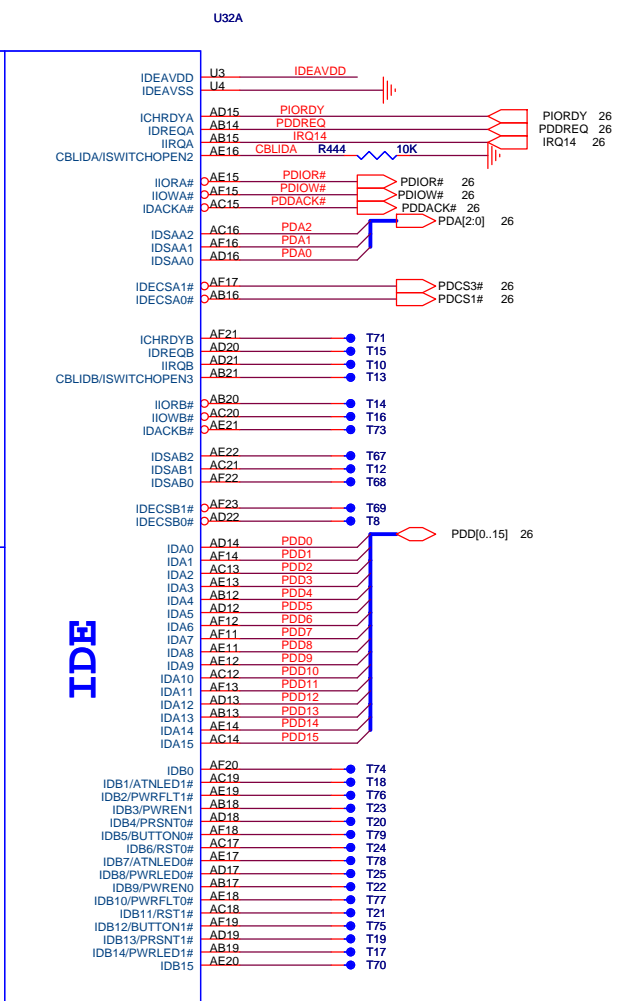 U32A
IDEAVDD U3 IDEAVDD
IDEAVSS U4
ICHRDYA AD15 PIORDY PIORDY 26
IDREQA AB14 PDDREQ PDDREQ 26
IIRQA AB15 IRQ14 IRQ14 26
CBLIDA/ISWITCHOPEN2 AE16 CBLIDA R444 10K
IIORA# AE15 PDIOR# PDIOR# 26
IIOWA# AF15 PDIOW# PDIOW# 26
IDACKA# AC15 PDDACK# PDDACK# 26
IDSAA2 AC16 PDA2 PDA[2:0] 26
IDSAA1 AF16 PDA1
IDSAA0 AD16 PDA0
IDECSA1# AF17 PDCS3# 26
IDECSA0# AB16 PDCS1# 26
ICHRDYB AF21 T71
IDREQB AD20 T15
IIRQB AD21 T10
CBLIDB/ISWITCHOPEN3 AB21 T13
IIORB# AB20 T14
IIOWB# AC20 T16
IDACKB# AE21 T73
IDSAB2 AE22 T67
IDSAB1 AC21 T12
IDSAB0 AF22 T68
IDECSB1# AF23 T69
IDECSB0# AD22 T8
PDD[0..15] 26
IDA0 AD14 PDD0
IDA1 AF14 PDD1
IDA2 AC13 PDD2
IDA3 AE13 PDD3
IDA4 AB12 PDD4
IDA5 AD12 PDD5
IDA6 AF12 PDD6
IDA7 AF11 PDD7
IDA8 AE11 PDD8
IDA9 AE12 PDD9
IDA10 AC12 PDD10
IDA11 AF13 PDD11
IDA12 AD13 PDD12
IDA13 AB13 PDD13
IDA14 AE14 PDD14
IDA15 AC14 PDD15
IDE
IDB0 AF20 T74
IDB1/ATNLED1# AC19 T18
IDB2/PWRFLT1# AE19 T76
IDB3/PWREN1 AB18 T23
IDB4/PRSNT0# AD18 T20
IDB5/BUTTON0# AF18 T79
IDB6/RST0# AC17 T24
IDB7/ATNLED0# AE17 T78
IDB8/PWRLED0# AD17 T25
IDB9/PWREN0 AB17 T22
IDB10/PWRFLT0# AE18 T77
IDB11/RST1# AC18 T21
IDB12/BUTTON1# AF19 T75
IDB13/PRSNT1# AD19 T19
IDB14/PWRLED1# AB19 T17
IDB15 AE20 T70